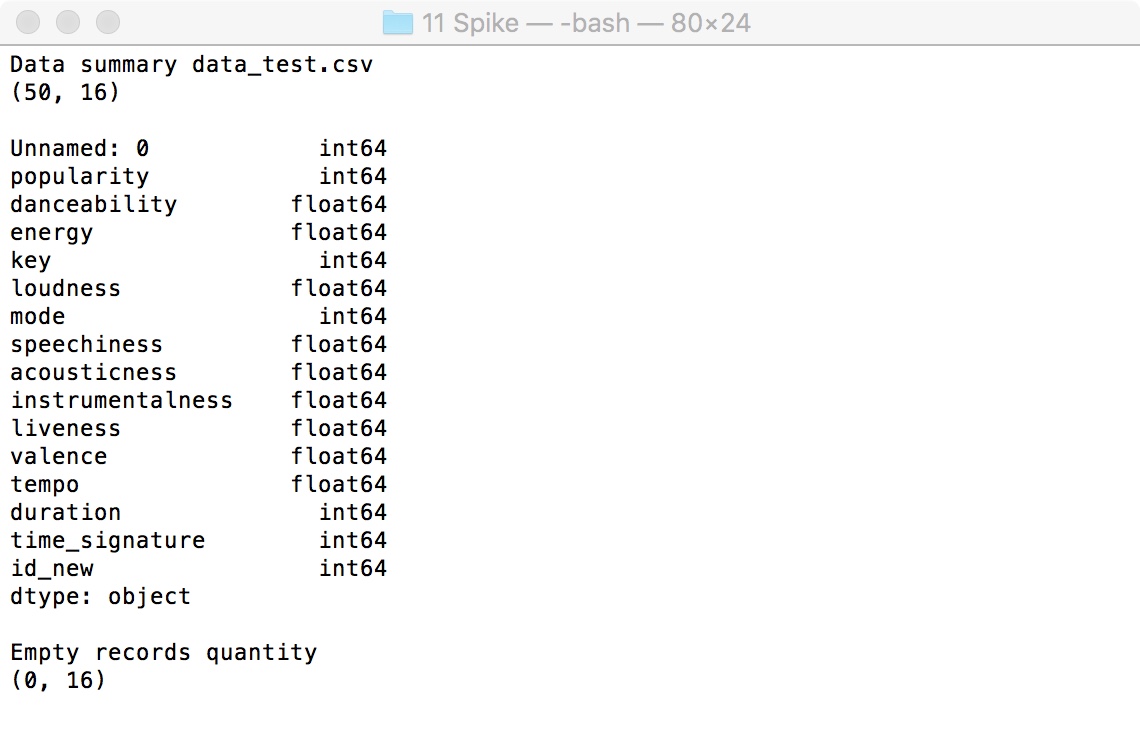 11 Spike — -bash — 80×24
Data summary data_test.csv
(50, 16)
Unnamed: 0 int64
popularity int64
danceability float64
energy float64
key int64
loudness float64
mode int64
speechiness float64
acousticness float64
instrumentalness float64
liveness float64
valence float64
tempo float64
duration int64
time_signature int64
id_new int64
dtype: object
Empty records quantity
(0, 16)